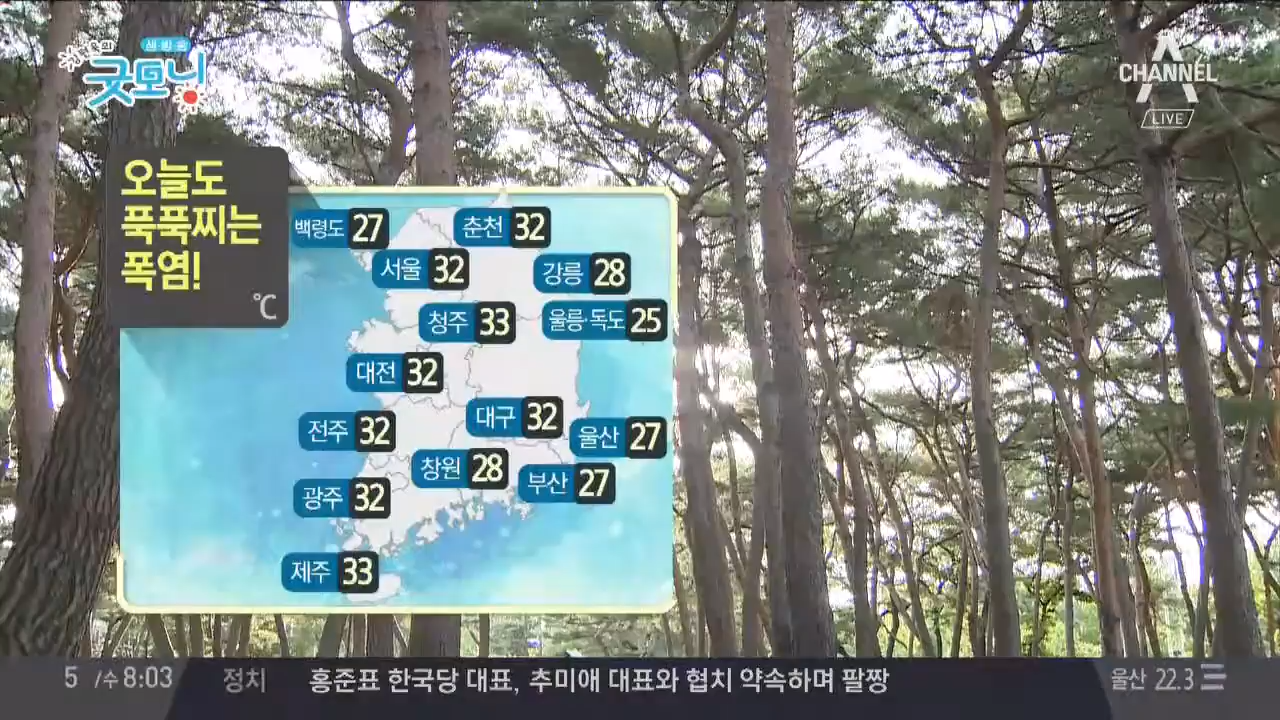 굿모닝
CHANNEL A
LIVE
오늘도
푹푹찌는
폭염!
℃
백령도 27
춘천 32
서울 32
강릉 28
청주 33
울릉·독도 25
대전 32
대구 32
전주 32
울산 27
창원 28
부산 27
광주 32
제주 33
5 /수 8:03 정치 홍준표 한국당 대표, 추미애 대표와 협치 약속하며 팔짱 울산 22.3